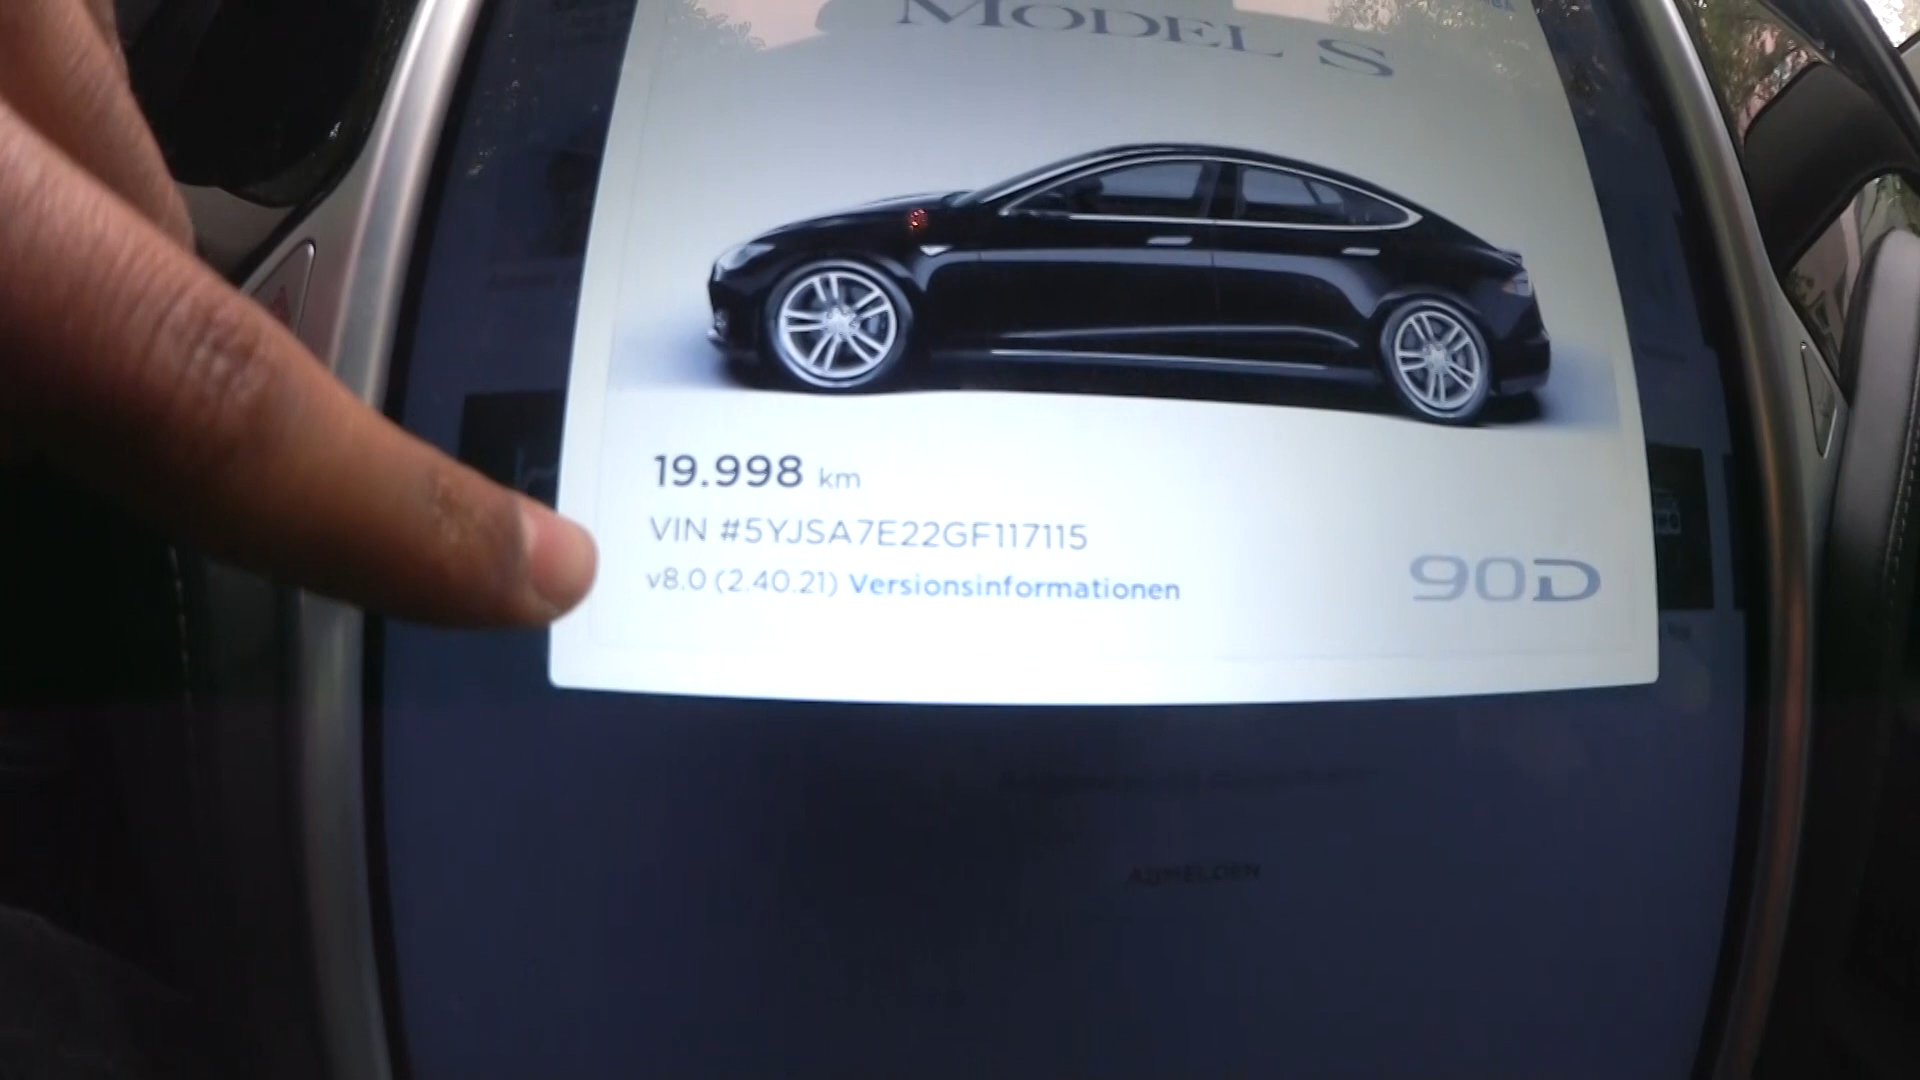 MODEL S
19.998 km
VIN #5YJSA7E22GF117115
v8.0 (2.40.21) Versionsinformationen
90D